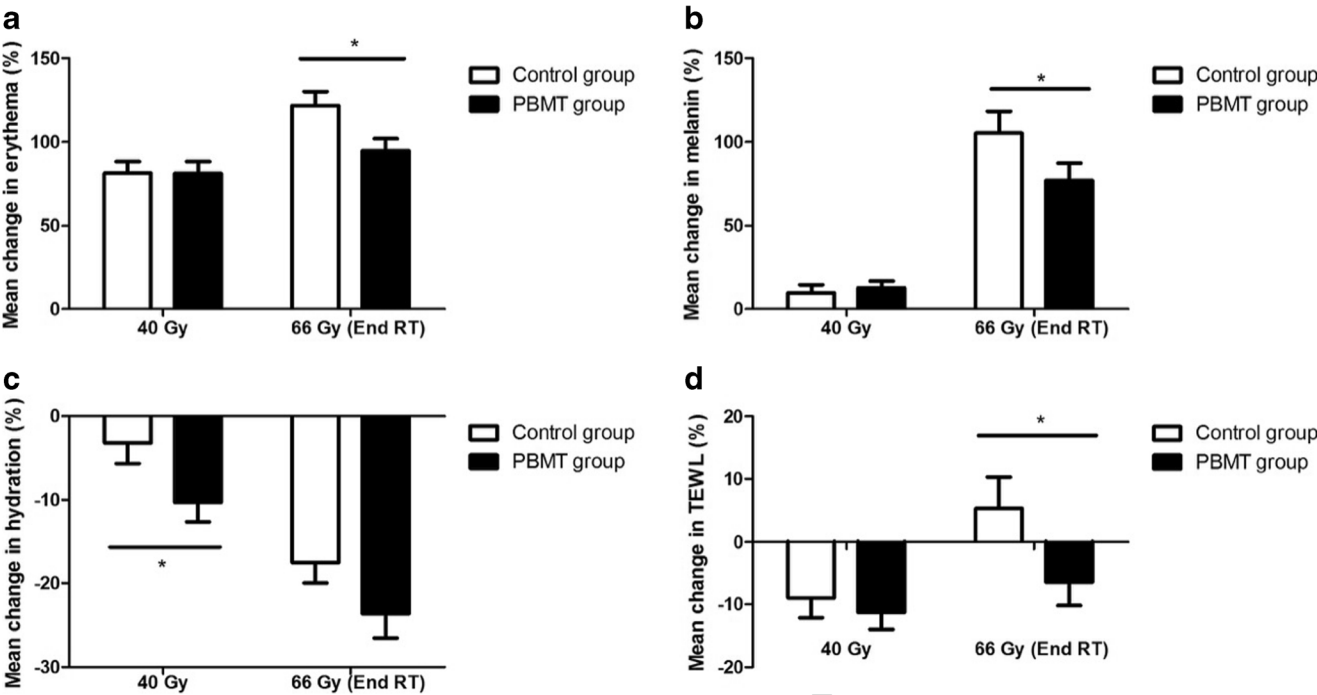 a
Mean change in erythema (%)
150
100
50
0
*
40 Gy
66 Gy (End RT)
Control group
PBMT group
b
Mean change in melanin (%)
150
100
50
0
*
40 Gy
66 Gy (End RT)
Control group
PBMT group
c
Mean change in hydration (%)
0
-10
-20
-30
*
40 Gy
66 Gy (End RT)
Control group
PBMT group
d
Mean change in TEWL (%)
20
10
0
-10
-20
*
40 Gy
66 Gy (End RT)
Control group
PBMT group